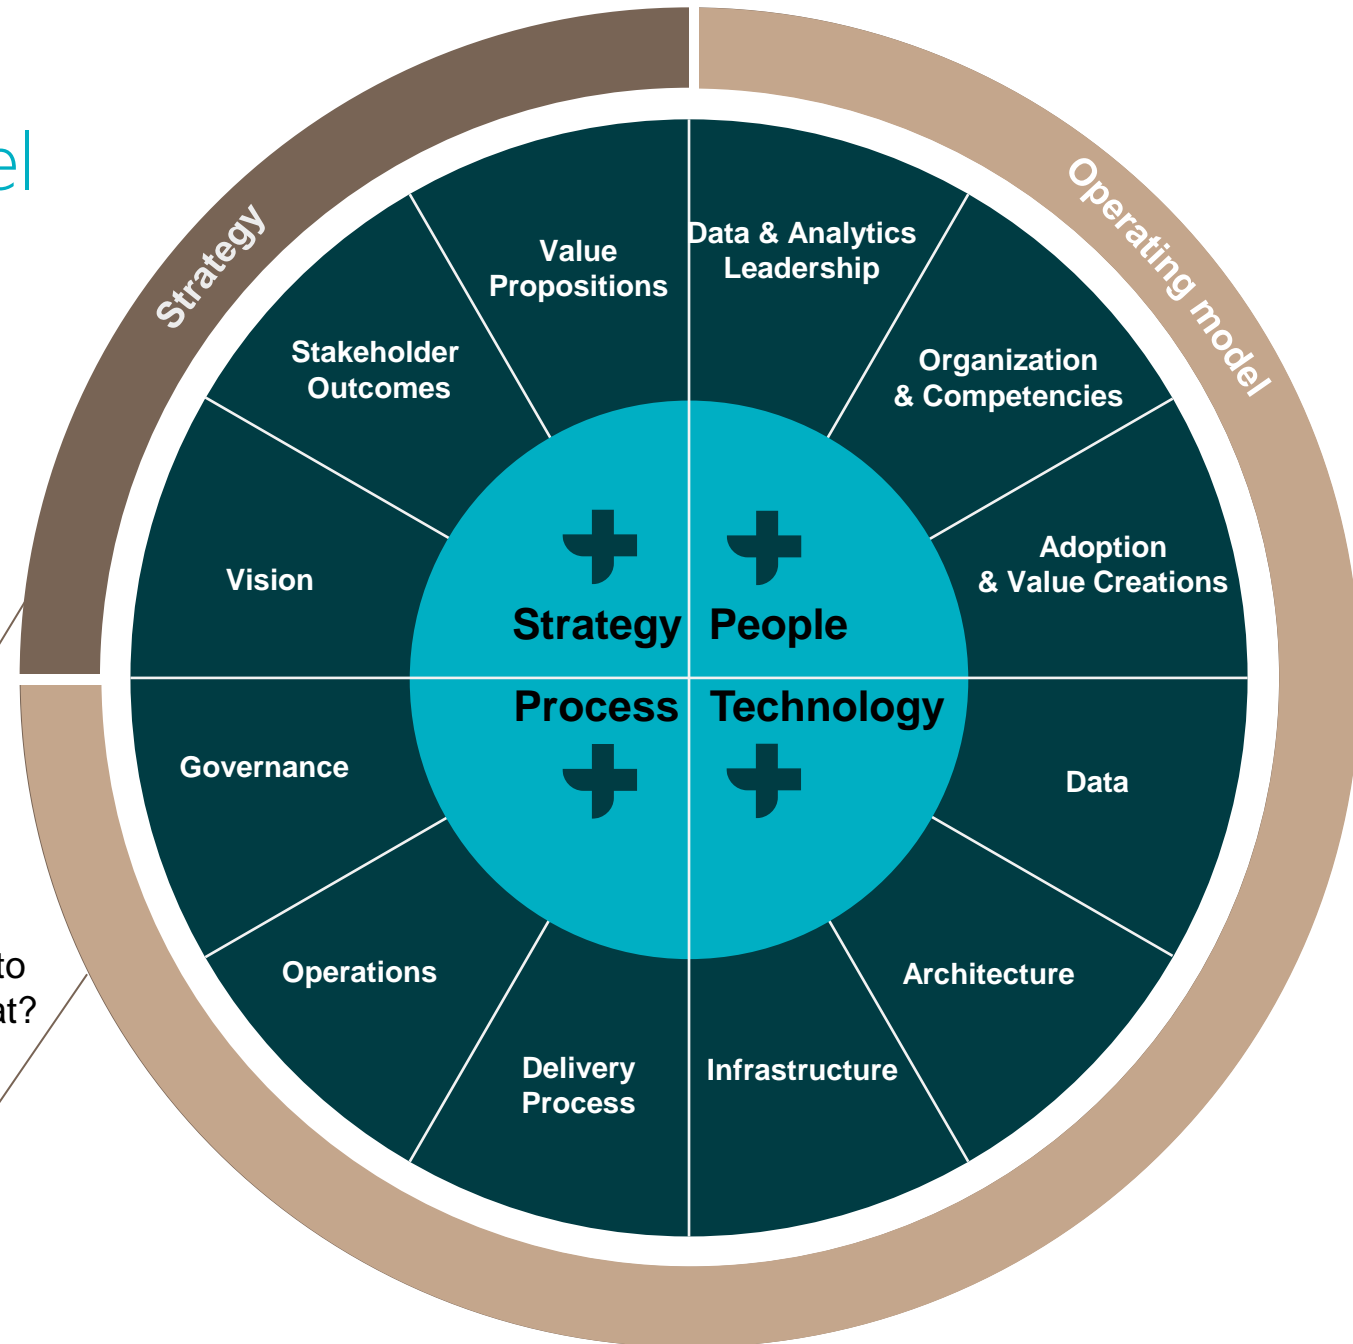 el
Strategy
Operating model
Value
Propositions
Data & Analytics
Leadership
Stakeholder
Outcomes
Organization
& Competencies
Vision
Adoption
& Value Creations
Strategy
People
Process
Technology
Governance
Data
Operations
Architecture
Delivery
Process
Infrastructure
to
at?